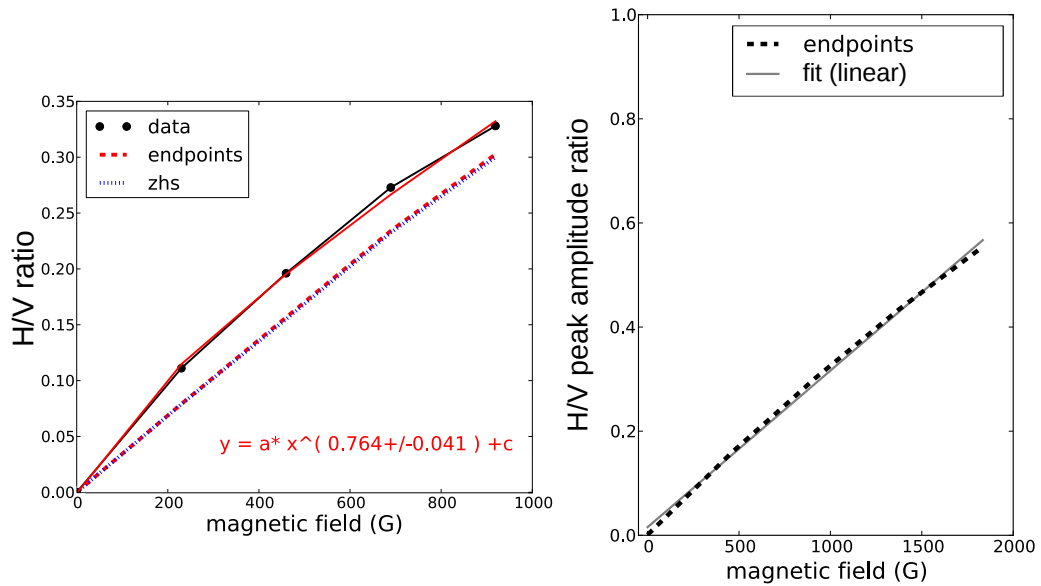 0.35
0.30
0.25
0.20
0.15
0.10
0.05
0.00
0
200
400
600
800
1000
H/V ratio
magnetic field (G)
data
endpoints
zhs
y = a* x^( 0.764+/-0.041 ) +c
1.0
0.8
0.6
0.4
0.2
0.0
0
500
1000
1500
2000
H/V peak amplitude ratio
magnetic field (G)
endpoints
fit (linear)